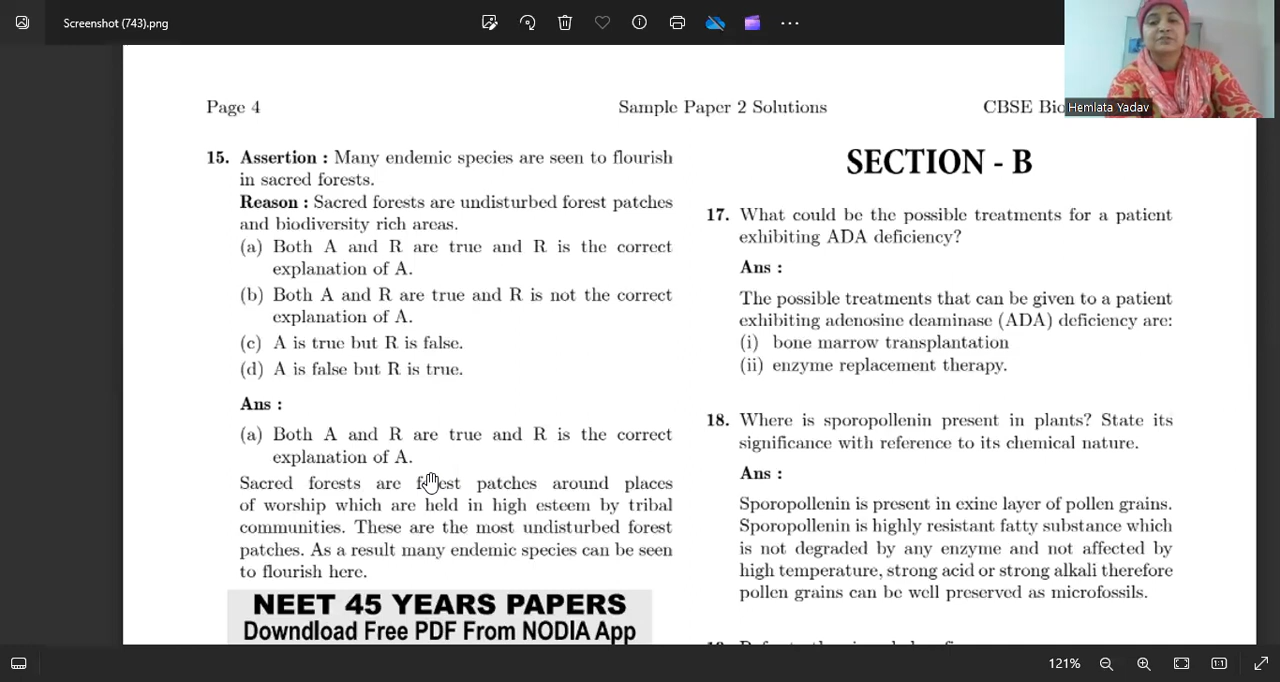 Screenshot (743).png
Hemlata Yadav
Page 4
Sample Paper 2 Solutions
CBSE Bio
15. Assertion : Many endemic species are seen to flourish
in sacred forests.
Reason : Sacred forests are undisturbed forest patches
and biodiversity rich areas.
(a) Both A and R are true and R is the correct
explanation of A.
(b) Both A and R are true and R is not the correct
explanation of A.
(c) A is true but R is false.
(d) A is false but R is true.
Ans :
(a) Both A and R are true and R is the correct
explanation of A.
Sacred forests are forest patches around places
of worship which are held in high esteem by tribal
communities. These are the most undisturbed forest
patches. As a result many endemic species can be seen
to flourish here.
NEET 45 YEARS PAPERS
Downdload Free PDF From NODIA App
SECTION - B
17. What could be the possible treatments for a patient
exhibiting ADA deficiency?
Ans :
The possible treatments that can be given to a patient
exhibiting adenosine deaminase (ADA) deficiency are:
(i) bone marrow transplantation
(ii) enzyme replacement therapy.
18. Where is sporopollenin present in plants? State its
significance with reference to its chemical nature.
Ans :
Sporopollenin is present in exine layer of pollen grains.
Sporopollenin is highly resistant fatty substance which
is not degraded by any enzyme and not affected by
high temperature, strong acid or strong alkali therefore
pollen grains can be well preserved as microfossils.
121%
1:1